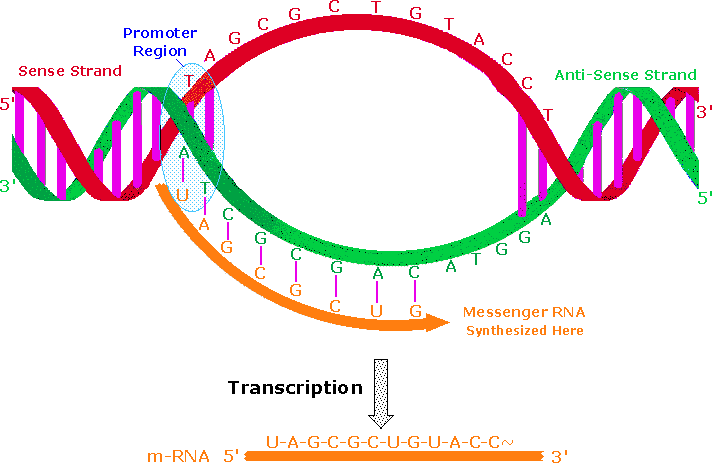 Promoter
Region
Sense Strand
Anti-Sense Strand
5'
3'
3'
5'
T A G C G C T G T A C C T
A T C G C G A C A T G G A
U A G C G C U G
Messenger RNA
Synthesized Here
Transcription
U-A-G-C-G-C-U-G-U-A-C-C~
m-RNA 5' 3'